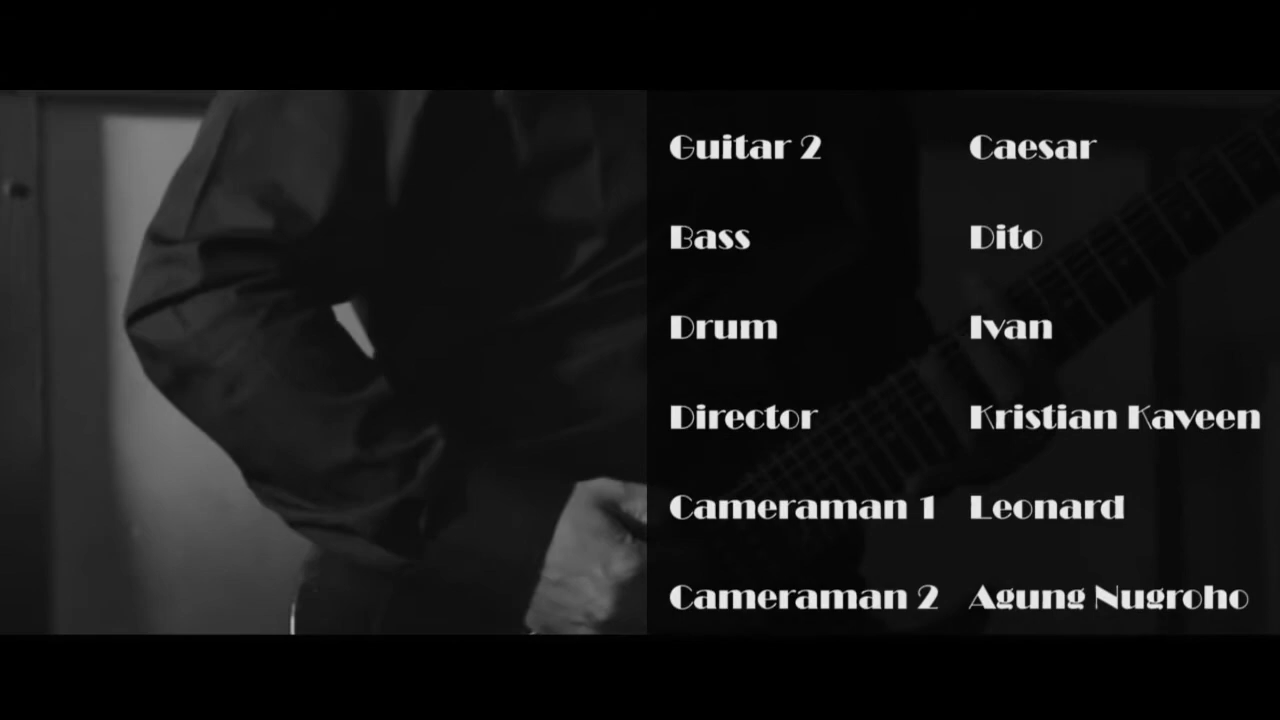 Guitar 2 Caesar
Bass Dito
Drum Ivan
Director Kristian Kaveen
Cameraman 1 Leonard
Cameraman 2 Agung Nugroho